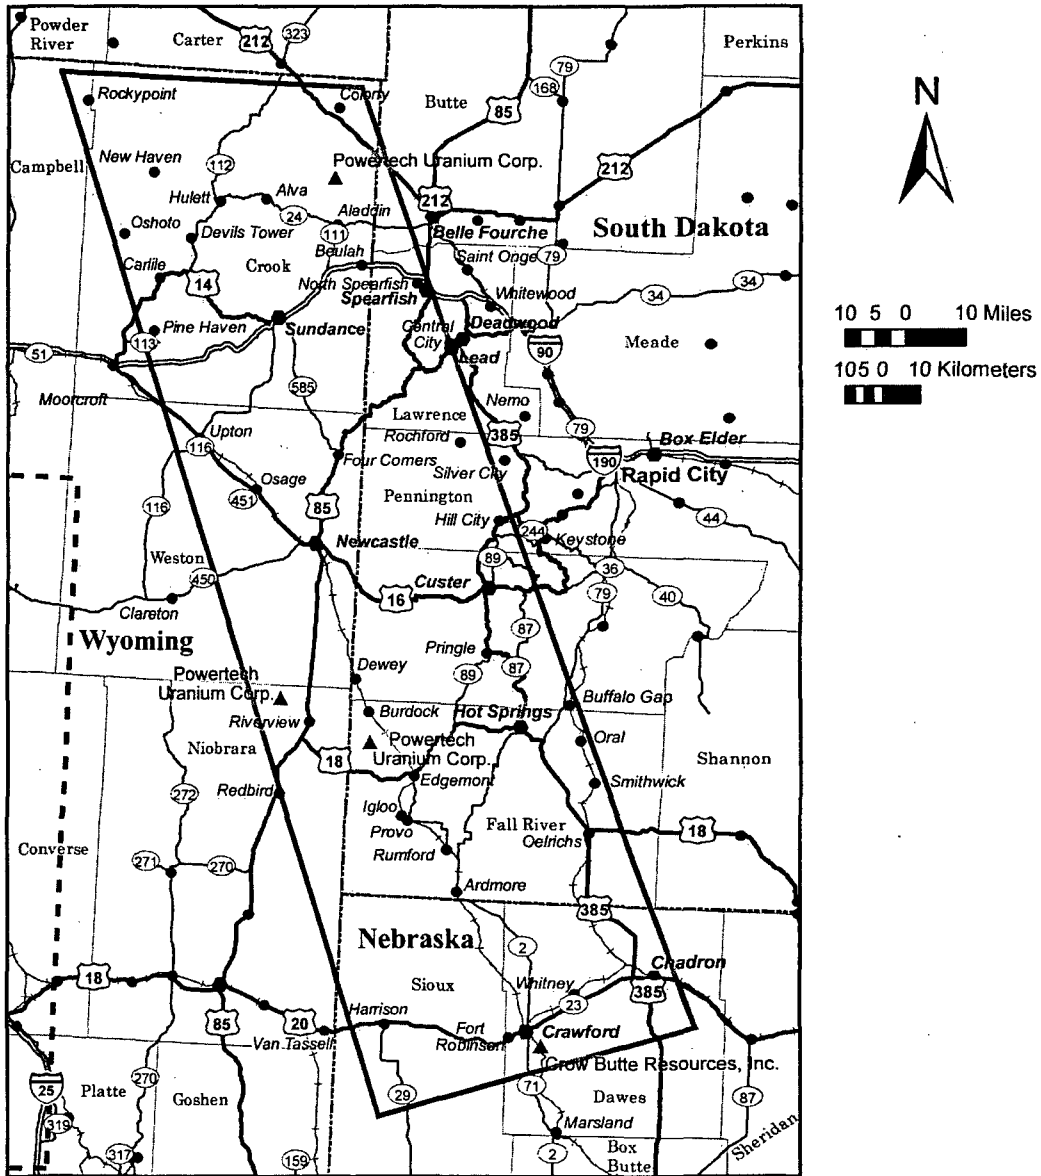 Powder
River
Carter
212
323
Perkins
79
168
Rockypoint
Colony
Butte
85
Campbell
New Haven
112
Powertech Uranium Corp.
212
N
Hulett
Alva
24
Aladdin
212
Belle Fourche
South Dakota
Oshoto
Devils Tower
111
Beulah
Saint Onge
79
Carlile
Crook
14
North Spearfish
Spearfish
Whitewood
34
34
10 5 0 10 Miles
Pine Haven
Sundance
Central
City
Deadwood
Lead
113
51
90
Meade
105 0 10 Kilometers
Moorcroft
585
Nemo
Lawrence
79
Upton
116
Rochford
385
Box Elder
Four Corners
Silver City
190
Rapid City
Osage
451
116
85
Pennington
Hill City
244
44
Keystone
Newcastle
89
Weston
450
36
Custer
16
79
40
Clareton
Wyoming
87
Pringle
Dewey
89
87
Powertech
Uranium Corp.
Burdock
Buffalo Gap
Hot Springs
Riverview
Powertech
Uranium Corp.
Oral
Niobrara
18
Edgemont
Shannon
Smithwick
Redbird
272
Igloo
Provo
Fall River
Oelrichs
18
Converse
Rumford
271
270
Ardmore
385
Nebraska
2
Chadron
18
Sioux
Whitney
23
385
Harrison
85
20
Fort
Robinson
Crawford
Van Tassell
Crow Butte Resources, Inc.
25
270
Platte
Goshen
29
71
Dawes
87
319
Marsland
317
159
2
Box
Butte
Sheridan